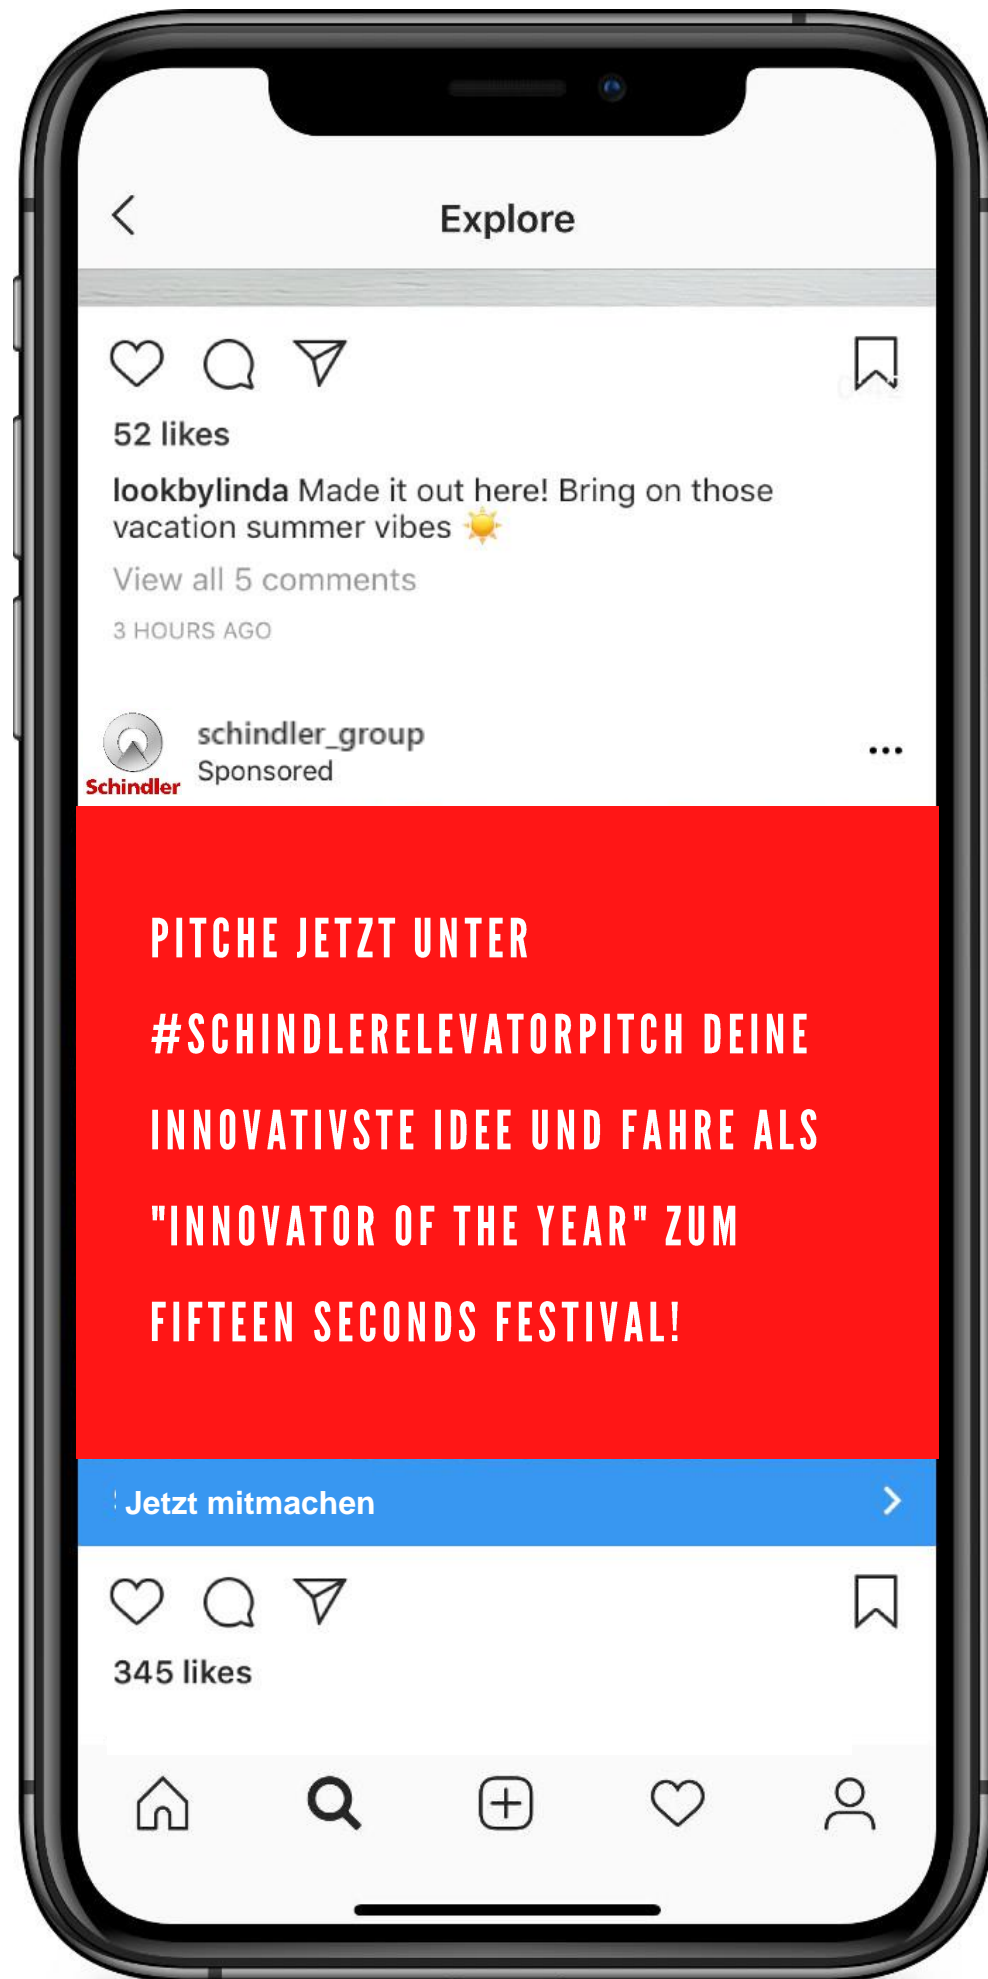 Explore
52 likes
lookbylinda Made it out here! Bring on those
vacation summer vibes ☀️
View all 5 comments
3 HOURS AGO
schindler_group
Schindler
Sponsored
PITCHE JETZT UNTER
#SCHINDLERELEVATORPITCH DEINE
INNOVATIVSTE IDEE UND FAHRE ALS
"INNOVATOR OF THE YEAR" ZUM
FIFTEEN SECONDS FESTIVAL!
Jetzt mitmachen
345 likes